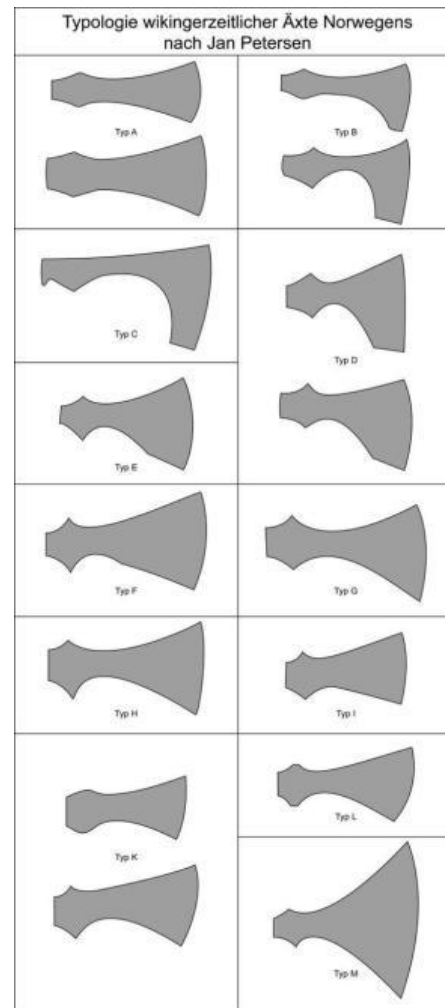 Typologie wikingerzeitlicher Äxte Norwegens
nach Jan Petersen
Typ A
Typ B
Typ C
Typ D
Typ E
Typ F
Typ G
Typ H
Typ I
Typ K
Typ L
Typ M